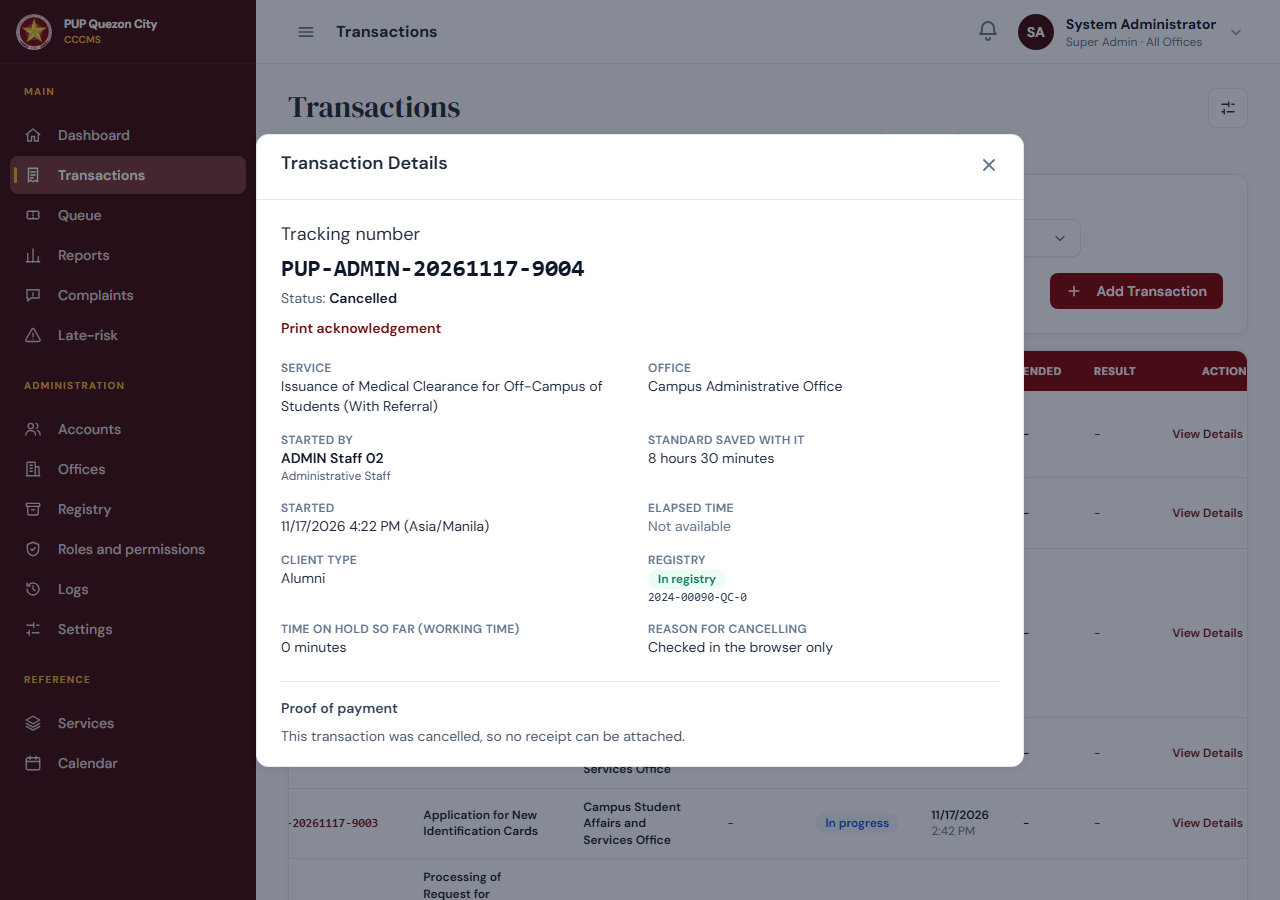 PUP Quezon City
CCCMS
MAIN
Dashboard
Transactions
Queue
Reports
Complaints
Late-risk
ADMINISTRATION
Accounts
Offices
Registry
Roles and permissions
Logs
Settings
REFERENCE
Services
Calendar
Transactions
SA
System Administrator
Super Admin · All Offices
Transactions
Add Transaction
ENDED RESULT ACTION
– – View Details
– – View Details
– – View Details
– – View Details
Transaction Details
Tracking number
PUP-ADMIN-20261117-9004
Status: Cancelled
Print acknowledgement
SERVICE
Issuance of Medical Clearance for Off-Campus of
Students (With Referral)
OFFICE
Campus Administrative Office
STARTED BY
ADMIN Staff 02
Administrative Staff
STANDARD SAVED WITH IT
8 hours 30 minutes
STARTED
11/17/2026 4:22 PM (Asia/Manila)
ELAPSED TIME
Not available
CLIENT TYPE
Alumni
REGISTRY
In registry
2024-00090-QC-0
TIME ON HOLD SO FAR (WORKING TIME)
0 minutes
REASON FOR CANCELLING
Checked in the browser only
Proof of payment
This transaction was cancelled, so no receipt can be attached.
Services Office
-20261117-9003
Application for New
Identification Cards
Campus Student
Affairs and
Services Office
–
In progress
11/17/2026
2:42 PM
– – View Details
Processing of
Request for